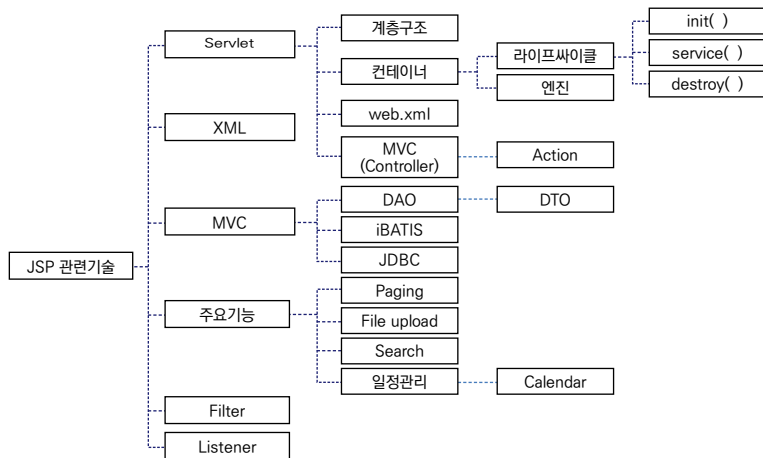 JSP 관련기술
Servlet
계층구조
컨테이너
라이프싸이클
init( )
service( )
destroy( )
엔진
web.xml
MVC
(Controller)
Action
XML
MVC
DAO
DTO
iBATIS
JDBC
주요기능
Paging
File upload
Search
일정관리
Calendar
Filter
Listener